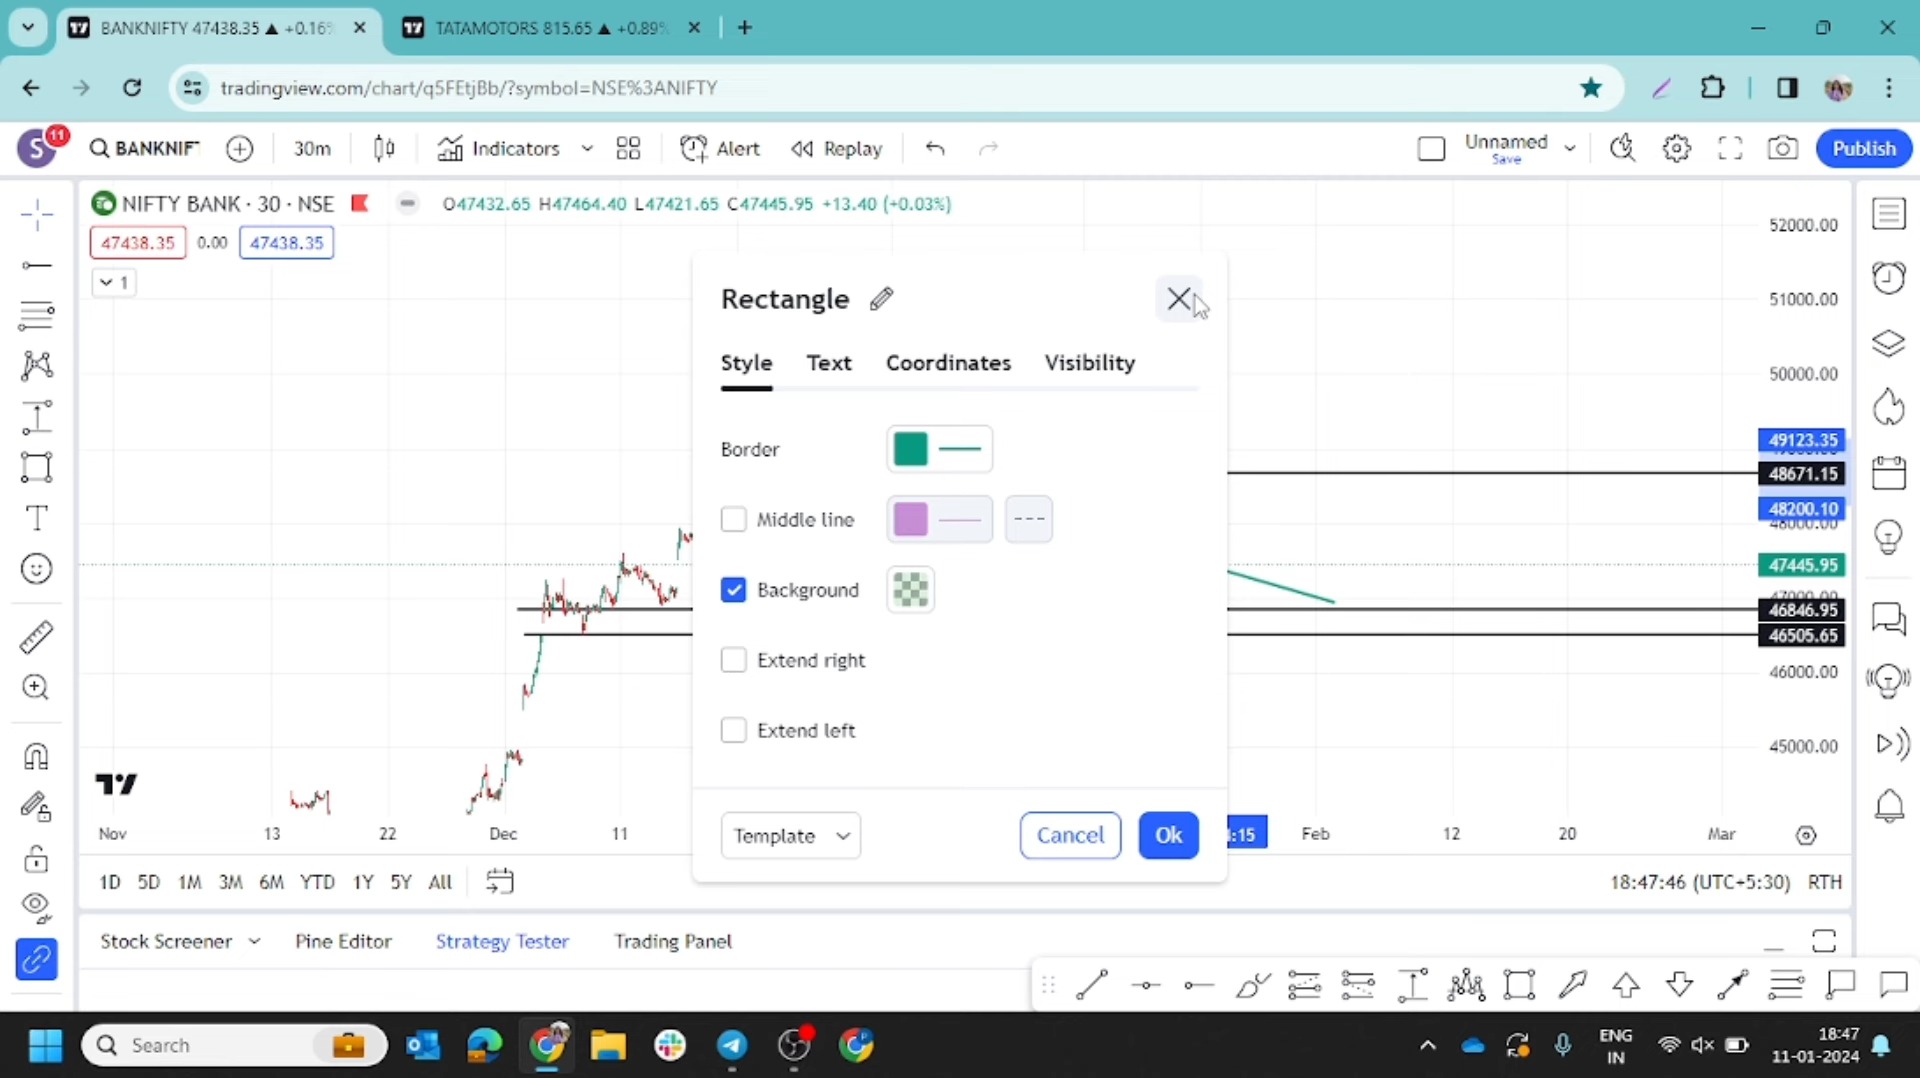 BANKNIFTY 47438.35 ▲ +0.16%
TATAMOTORS 815.65 ▲ +0.89%
tradingview.com/chart/q5FEtjBb/?symbol=NSE%3ANIFTY
S 11
BANKNIF
30m
Indicators
Alert
Replay
Unnamed
Save
Publish
NIFTY BANK · 30 · NSE
O47432.65 H47464.40 L47421.65 C47445.95 +13.40 (+0.03%)
47438.35 0.00 47438.35
1
52000.00
51000.00
50000.00
49123.35
48671.15
48200.10
48000.00
47445.95
47000.00
46846.95
46505.65
46000.00
45000.00
Rectangle
Style Text Coordinates Visibility
Border
Middle line
Background
Extend right
Extend left
Template
Cancel
Ok
Nov 13 22 Dec 11 :15 Feb 12 20 Mar
1D 5D 1M 3M 6M YTD 1Y 5Y All
18:47:46 (UTC+5:30) RTH
Stock Screener Pine Editor Strategy Tester Trading Panel
Search
ENG
IN
18:47
11-01-2024